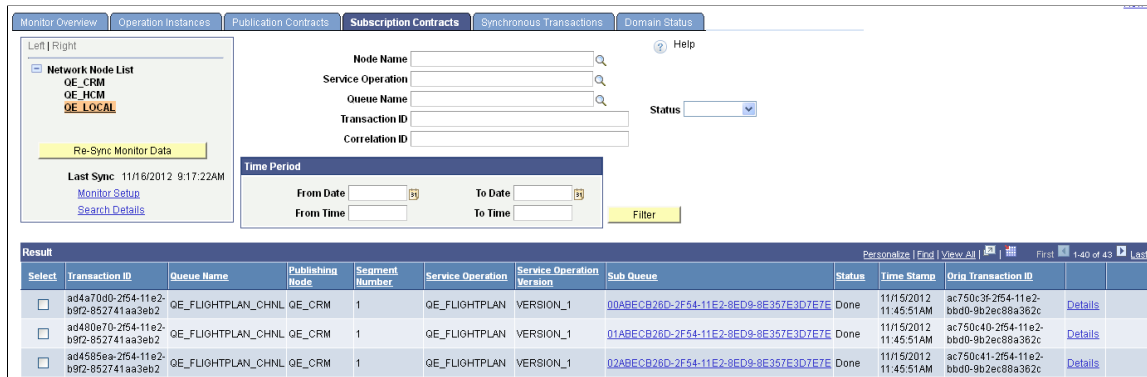 Monitor Overview Operation Instances Publication Contracts Subscription Contracts Synchronous Transactions Domain Status
Left | Right
Network Node List
QE_CRM
QE_HCM
QE_LOCAL
Re-Sync Monitor Data
Last Sync 11/16/2012 9:17:22AM
Monitor Setup
Search Details
Node Name
Service Operation
Queue Name
Transaction ID
Correlation ID
Help
Status
Time Period
From Date To Date
From Time To Time
Filter
Result Personalize | Find | View All | First 1-40 of 43 Last
Select Transaction ID Queue Name Publishing Node Segment Number Service Operation Service Operation Version Sub Queue Status Time Stamp Orig Transaction ID
ad4a70d0-2f54-11e2- 11/15/2012 ac750c3f-2f54-11e2-
b9f2-852741aa3eb2 QE_FLIGHTPLAN_CHNL QE_CRM 1 QE_FLIGHTPLAN VERSION_1 00ABECB26D-2F54-11E2-8ED9-8E357E3D7E7E Done 11:45:51AM bbd0-9b2ec88a362c Details
ad480e70-2f54-11e2- 11/15/2012 ac750c40-2f54-11e2-
b9f2-852741aa3eb2 QE_FLIGHTPLAN_CHNL QE_CRM 1 QE_FLIGHTPLAN VERSION_1 01ABECB26D-2F54-11E2-8ED9-8E357E3D7E7E Done 11:45:51AM bbd0-9b2ec88a362c Details
ad4585ea-2f54-11e2- 11/15/2012 ac750c41-2f54-11e2-
b9f2-852741aa3eb2 QE_FLIGHTPLAN_CHNL QE_CRM 1 QE_FLIGHTPLAN VERSION_1 02ABECB26D-2F54-11E2-8ED9-8E357E3D7E7E Done 11:45:51AM bbd0-9b2ec88a362c Details